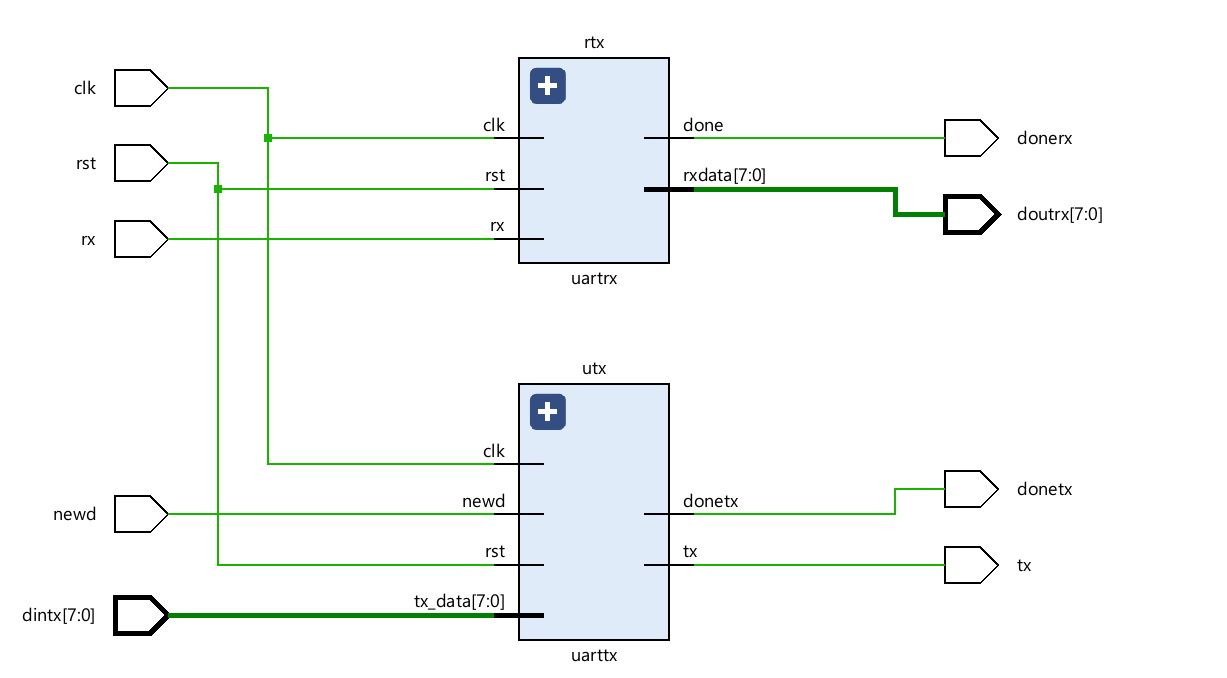 rtx
clk
clk
done
donerx
rst
rst
rxdata[7:0]
doutrx[7:0]
rx
rx
uartrx
utx
clk
newd
newd
donetx
donetx
rst
tx
tx
dintx[7:0]
tx_data[7:0]
uarttx